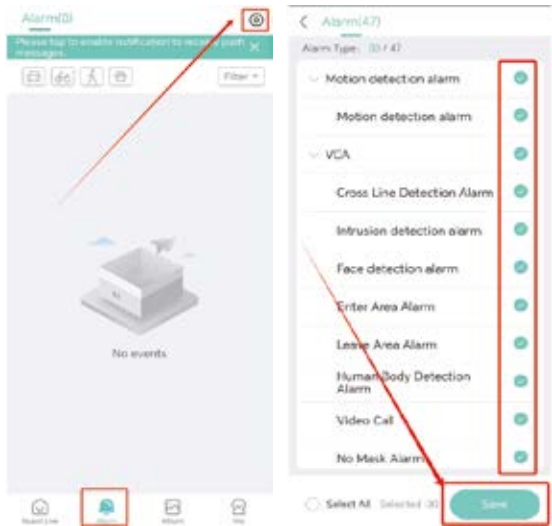 Alarm(0)
Please tap to enable notification to receive push
messages.
Filter
No events
Alarm
Album
Me
Alarm(47)
Alarm Type:
Motion detection alarm
Motion detection alarm
VCA
Cross Line Detection Alarm
Intrusion detection alarm
Face detection alarm
Enter Area Alarm
Leave Area Alarm
Human Body Detection
Alarm
Video Call
No Mask Alarm
Select All Selected
Save